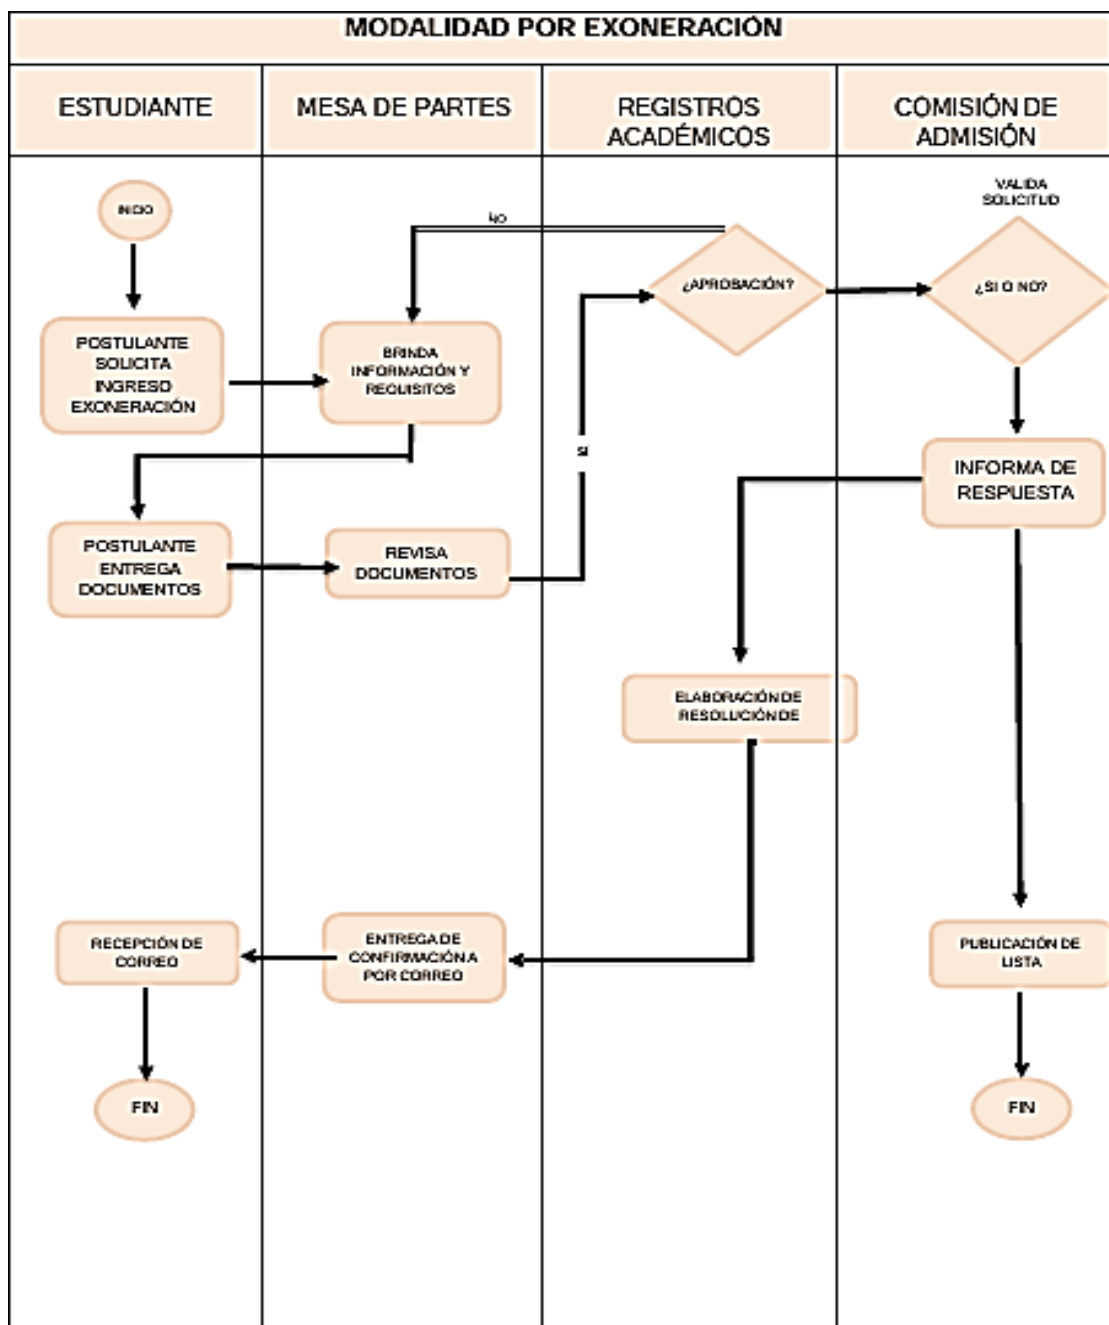 MODALIDAD POR EXONERACIÓN
ESTUDIANTE
MESA DE PARTES
REGISTROS
ACADÉMICOS
COMISIÓN DE
ADMISIÓN
INICIO
NO
¿APROBACIÓN?
VALIDA
SOLICITUD
¿SI O NO?
POSTULANTE
SOLICITA
INGRESO
EXONERACIÓN
BRINDA
INFORMACIÓN Y
REQUISITOS
SI
INFORMA DE
RESPUESTA
POSTULANTE
ENTREGA
DOCUMENTOS
REVISA
DOCUMENTOS
ELABORACIÓN DE
RESOLUCIÓN DE
RECEPCIÓN DE
CORREO
ENTREGA DE
CONFIRMACIÓN A
POR CORREO
PUBLICACIÓN DE
LISTA
FIN
FIN